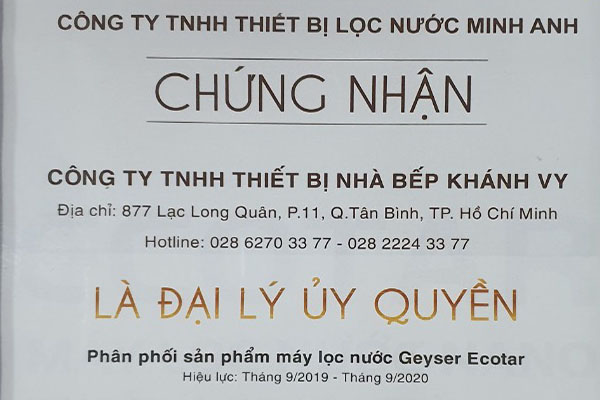 CÔNG TY TNHH THIẾT BỊ LỌC NƯỚC MINH ANH
CHỨNG NHẬN
CÔNG TY TNHH THIẾT BỊ NHÀ BẾP KHÁNH VY
Địa chỉ: 877 Lạc Long Quân, P.11, Q.Tân Bình, TP. Hồ Chí Minh
Hotline: 028 6270 33 77 - 028 2224 33 77
LÀ ĐẠI LÝ ỦY QUYỀN
Phân phối sản phẩm máy lọc nước Geyser Ecotar
Hiệu lực: Tháng 9/2019 - Tháng 9/2020